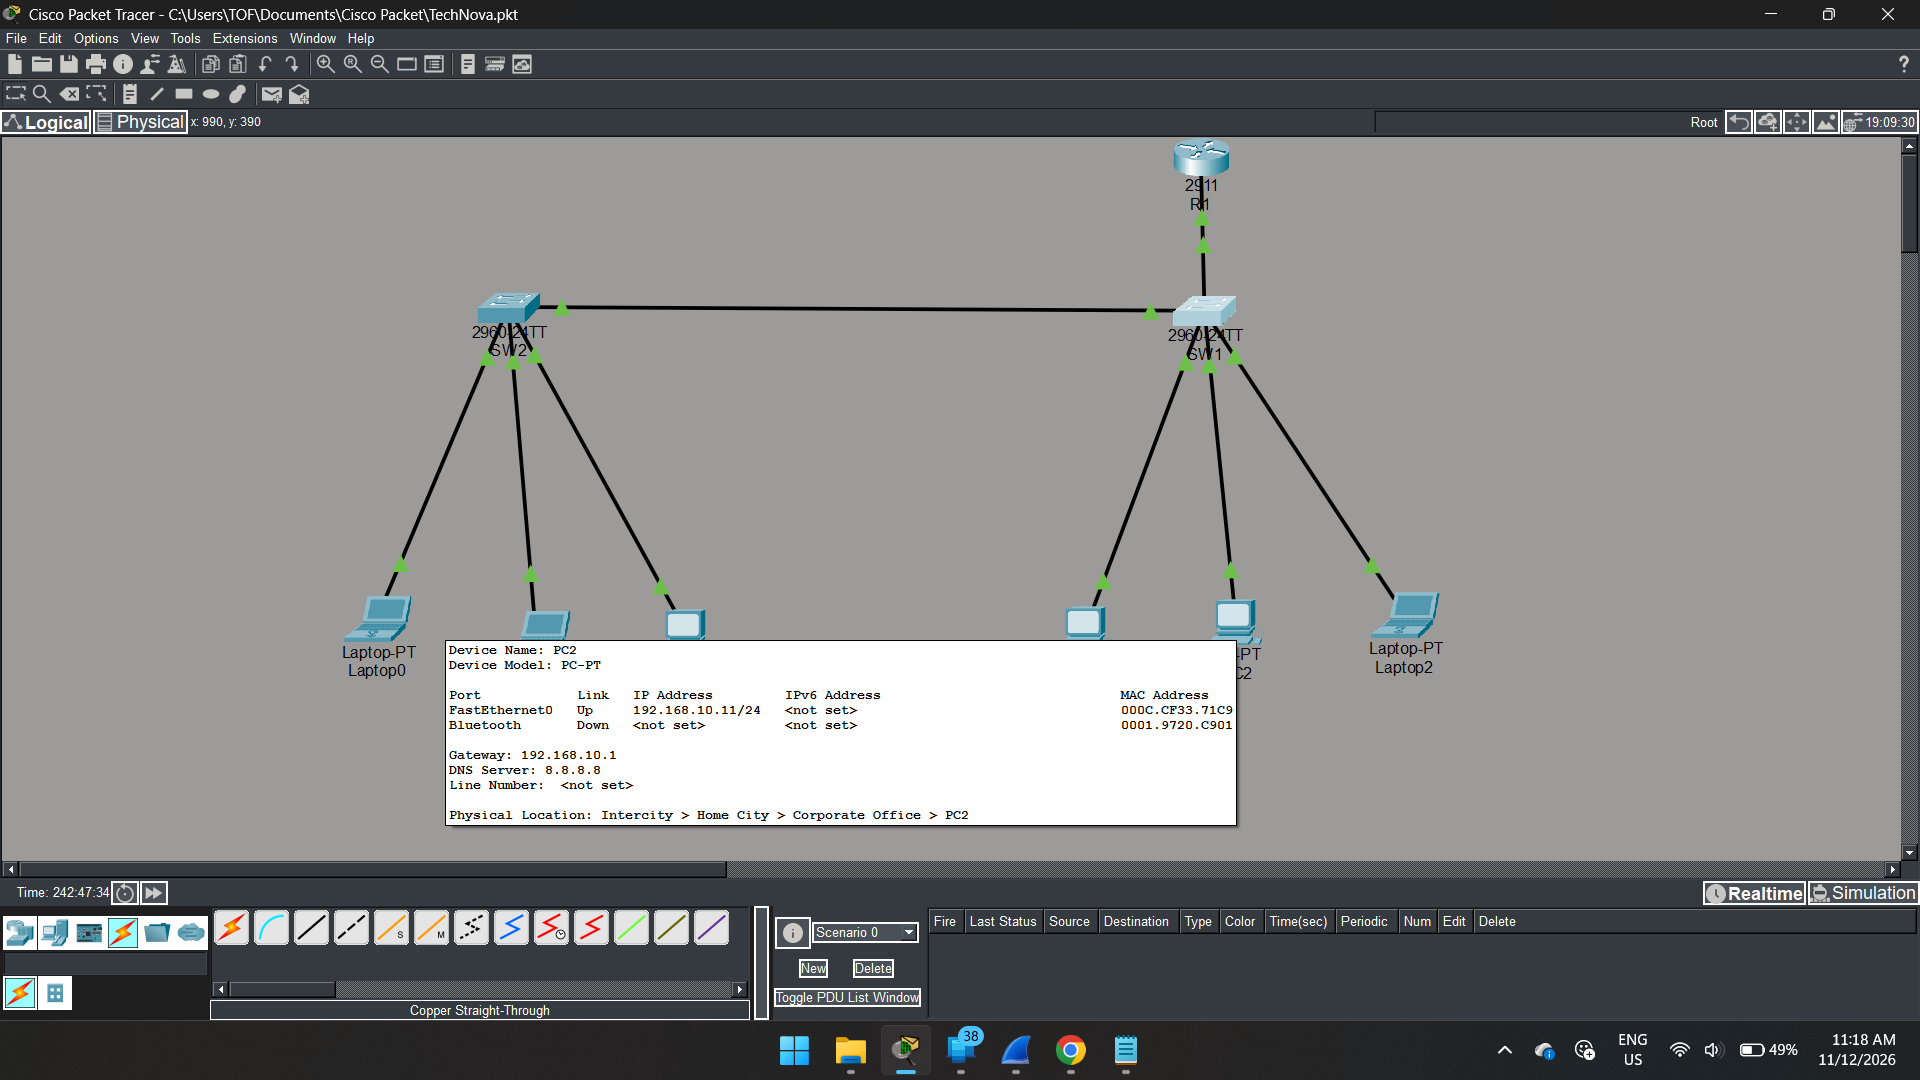 Cisco Packet Tracer - C:\Users\TOF\Documents\Cisco Packet\TechNova.pkt
File Edit Options View Tools Extensions Window Help
?
Logical Physical x: 990, y: 390 Root 19:09:30
2911
R1
2960-24TT
SW2
2960-24TT
SW1
Laptop-PT
Laptop0
-PT
C2
Laptop-PT
Laptop2
Device Name: PC2
Device Model: PC-PT
Port Link IP Address IPv6 Address MAC Address
FastEthernet0 Up 192.168.10.11/24 <not set> 000C.CF33.71C9
Bluetooth Down <not set> <not set> 0001.9720.C901
Gateway: 192.168.10.1
DNS Server: 8.8.8.8
Line Number: <not set>
Physical Location: Intercity > Home City > Corporate Office > PC2
Time: 242:47:34 Realtime Simulation
S M
Scenario 0
New Delete
Toggle PDU List Window
Fire Last Status Source Destination Type Color Time(sec) Periodic Num Edit Delete
Copper Straight-Through
38
ENG
US
49%
11:18 AM
11/12/2026